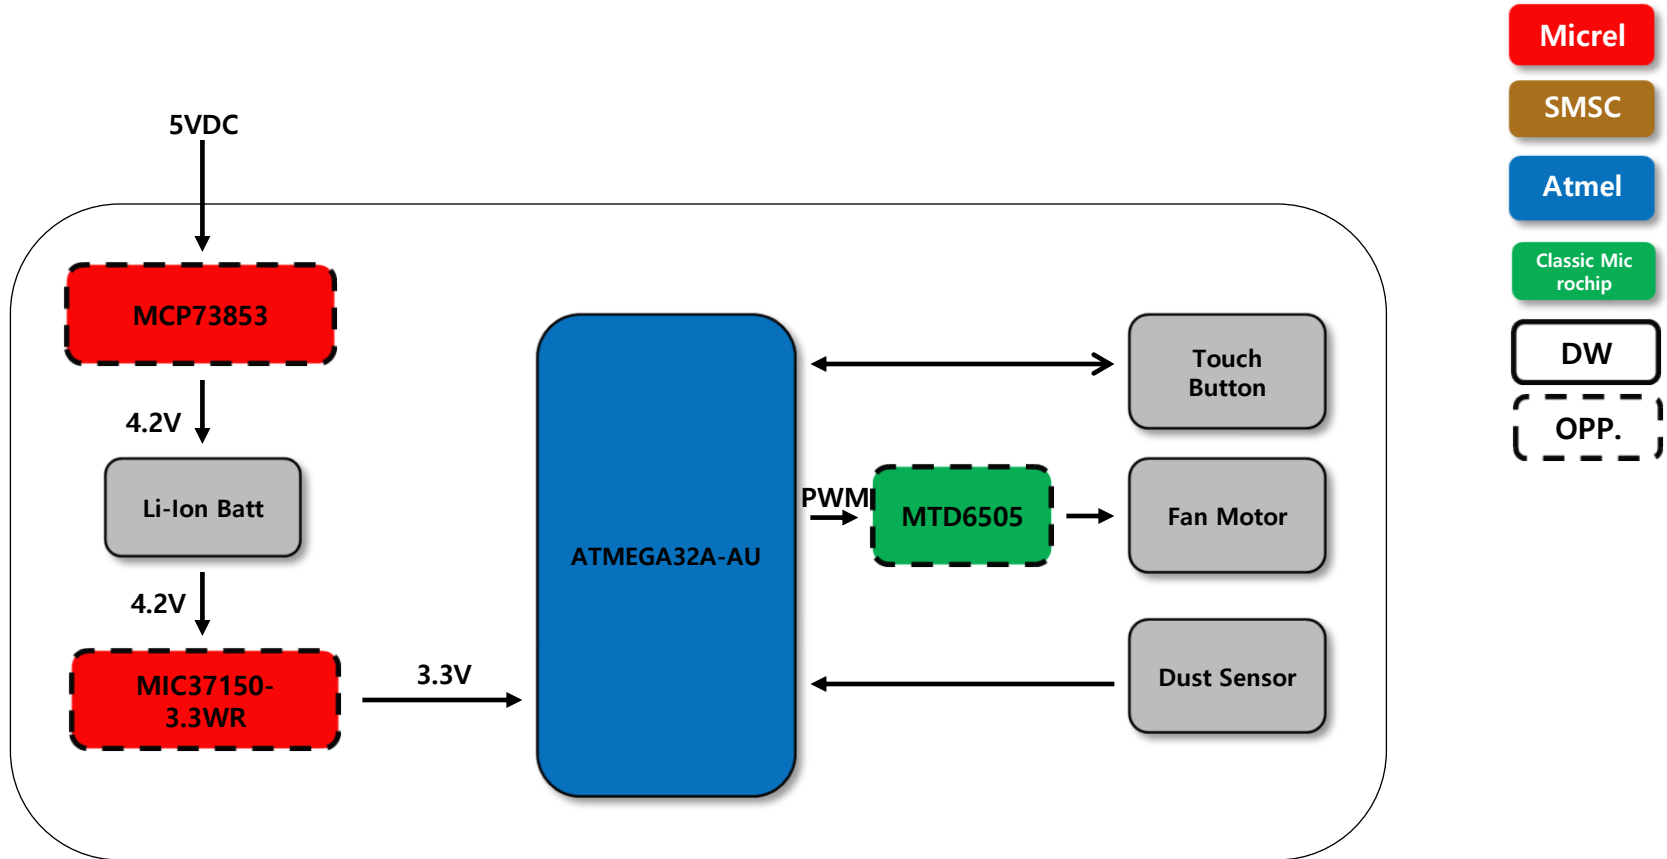 Micrel
SMSC
Atmel
Classic Mic
rochip
DW
OPP.
5VDC
MCP73853
4.2V
Li-Ion Batt
4.2V
MIC37150-
3.3WR
3.3V
ATMEGA32A-AU
PWM
MTD6505
Touch
Button
Fan Motor
Dust Sensor